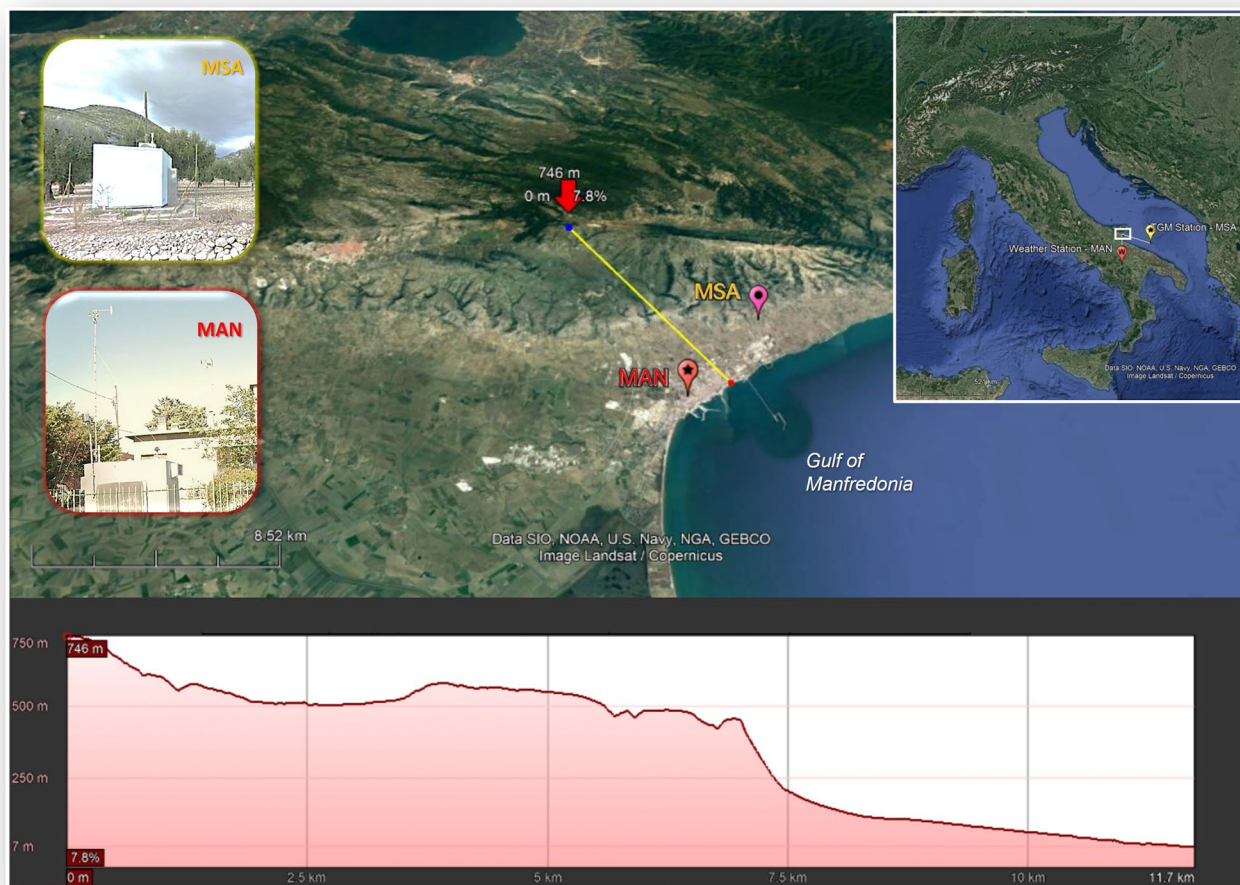 MSA
MAN
746 m
0 m
7.8%
MSA
MAN
Gulf of
Manfredonia
8.52 km
Data SIO, NOAA, U.S. Navy, NGA, GEBCO
Image Landsat / Copernicus
TGM Station - MSA
Weather Station - MAN
W
Data SIO, NOAA, U.S. Navy, NGA, GEBCO
Image Landsat / Copernicus
750 m
746 m
500 m
250 m
7 m
7.8%
0 m
2.5 km
5 km
7.5 km
10 km
11.7 km